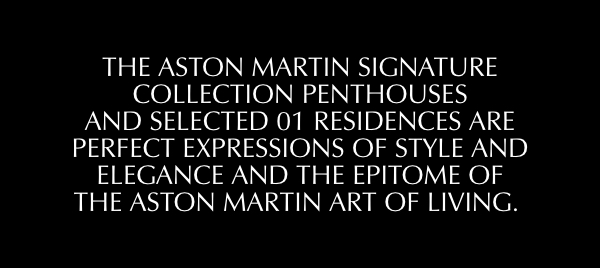 THE ASTON MARTIN SIGNATURE
COLLECTION PENTHOUSES
AND SELECTED 01 RESIDENCES ARE
PERFECT EXPRESSIONS OF STYLE AND
ELEGANCE AND THE EPITOME OF
THE ASTON MARTIN ART OF LIVING.